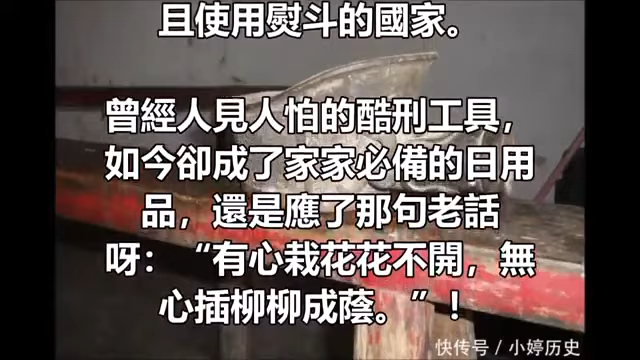 且使用熨斗的國家。
曾經人見人怕的酷刑工具，
如今卻成了家家必備的日用
品，還是應了那句老話
呀：“有心栽花花不開，無
心插柳柳成蔭。”！
快传号 / 小婷历史